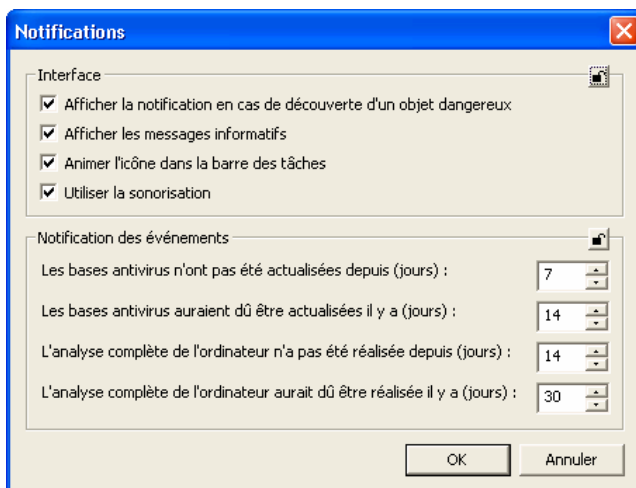 Notifications
Interface
Afficher la notification en cas de découverte d'un objet dangereux
Afficher les messages informatifs
Animer l'icône dans la barre des tâches
Utiliser la sonorisation
Notification des événements
Les bases antivirus n'ont pas été actualisées depuis (jours) : 7
Les bases antivirus auraient dû être actualisées il y a (jours) : 14
L'analyse complète de l'ordinateur n'a pas été réalisée depuis (jours) : 14
L'analyse complète de l'ordinateur aurait dû être réalisée il y a (jours) : 30
OK Annuler